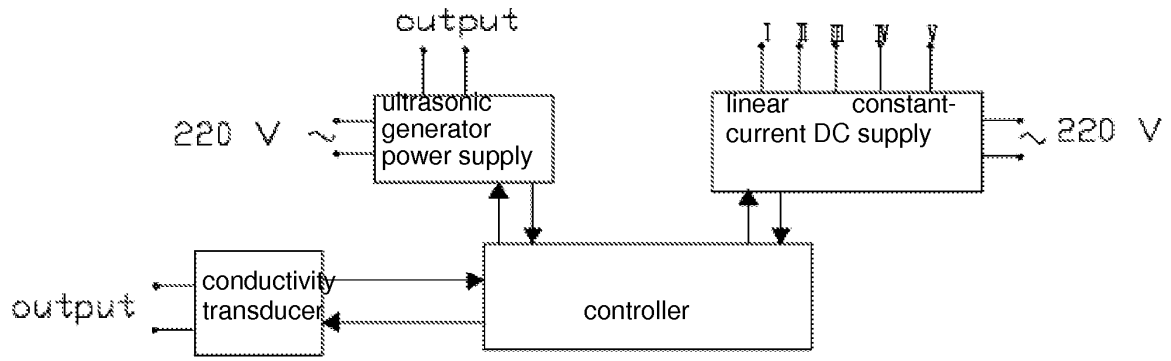 output
I II III IV V
ultrasonic
generator
power supply
220 V ~
linear constant-
current DC supply
~ 220 V
conductivity
transducer
output
controller